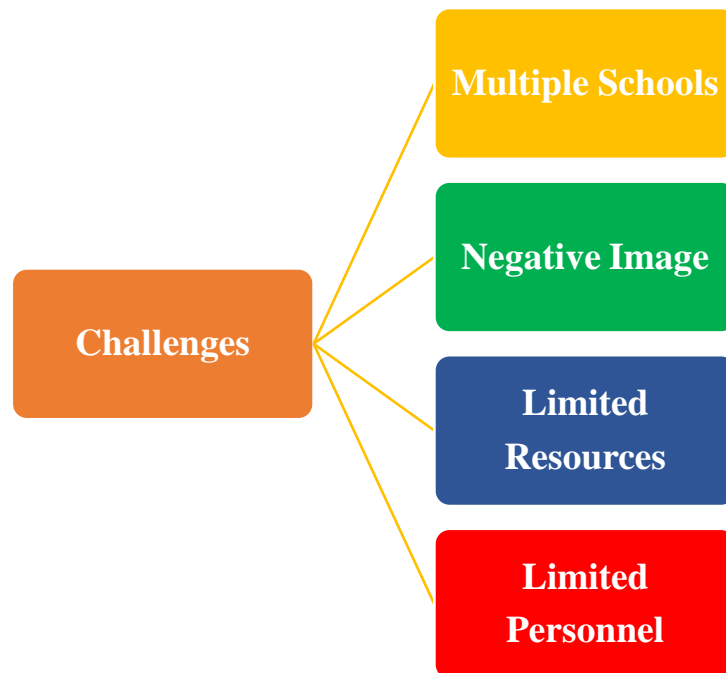 Multiple Schools
Negative Image
Challenges
Limited
Resources
Limited
Personnel